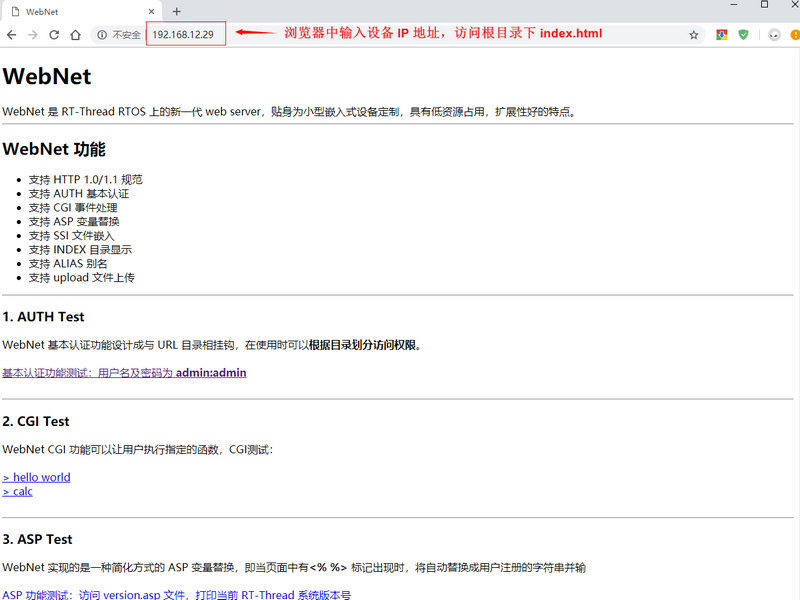 WebNet
不安全
192.168.12.29
浏览器中输入设备 IP 地址，访问根目录下 index.html
WebNet
WebNet 是 RT-Thread RTOS 上的新一代 web server，贴身为小型嵌入式设备定制，具有低资源占用，扩展性好的特点。
WebNet 功能
支持 HTTP 1.0/1.1 规范
支持 AUTH 基本认证
支持 CGI 事件处理
支持 ASP 变量替换
支持 SSI 文件嵌入
支持 INDEX 目录显示
支持 ALIAS 别名
支持 upload 文件上传
1. AUTH Test
WebNet 基本认证功能设计成与 URL 目录相挂钩，在使用时可以根据目录划分访问权限。
基本认证功能测试：用户名及密码为 admin:admin
2. CGI Test
WebNet CGI 功能可以让用户执行指定的函数，CGI测试：
> hello world
> calc
3. ASP Test
WebNet 实现的是一种简化方式的 ASP 变量替换，即当页面中有<% %> 标记出现时，将自动替换成用户注册的字符串并输
ASP 功能测试：访问 version.asp 文件，打印当前 RT-Thread 系统版本号